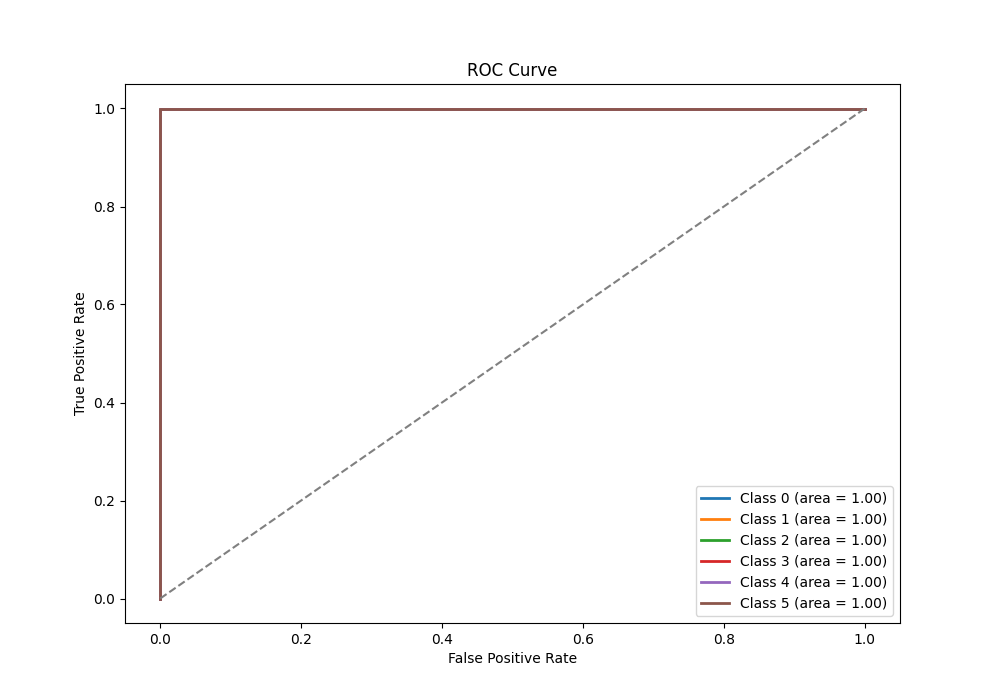 ROC Curve
True Positive Rate
1.0
0.8
0.6
0.4
0.2
0.0
Class 0 (area = 1.00)
Class 1 (area = 1.00)
Class 2 (area = 1.00)
Class 3 (area = 1.00)
Class 4 (area = 1.00)
Class 5 (area = 1.00)
0.0 0.2 0.4 0.6 0.8 1.0
False Positive Rate